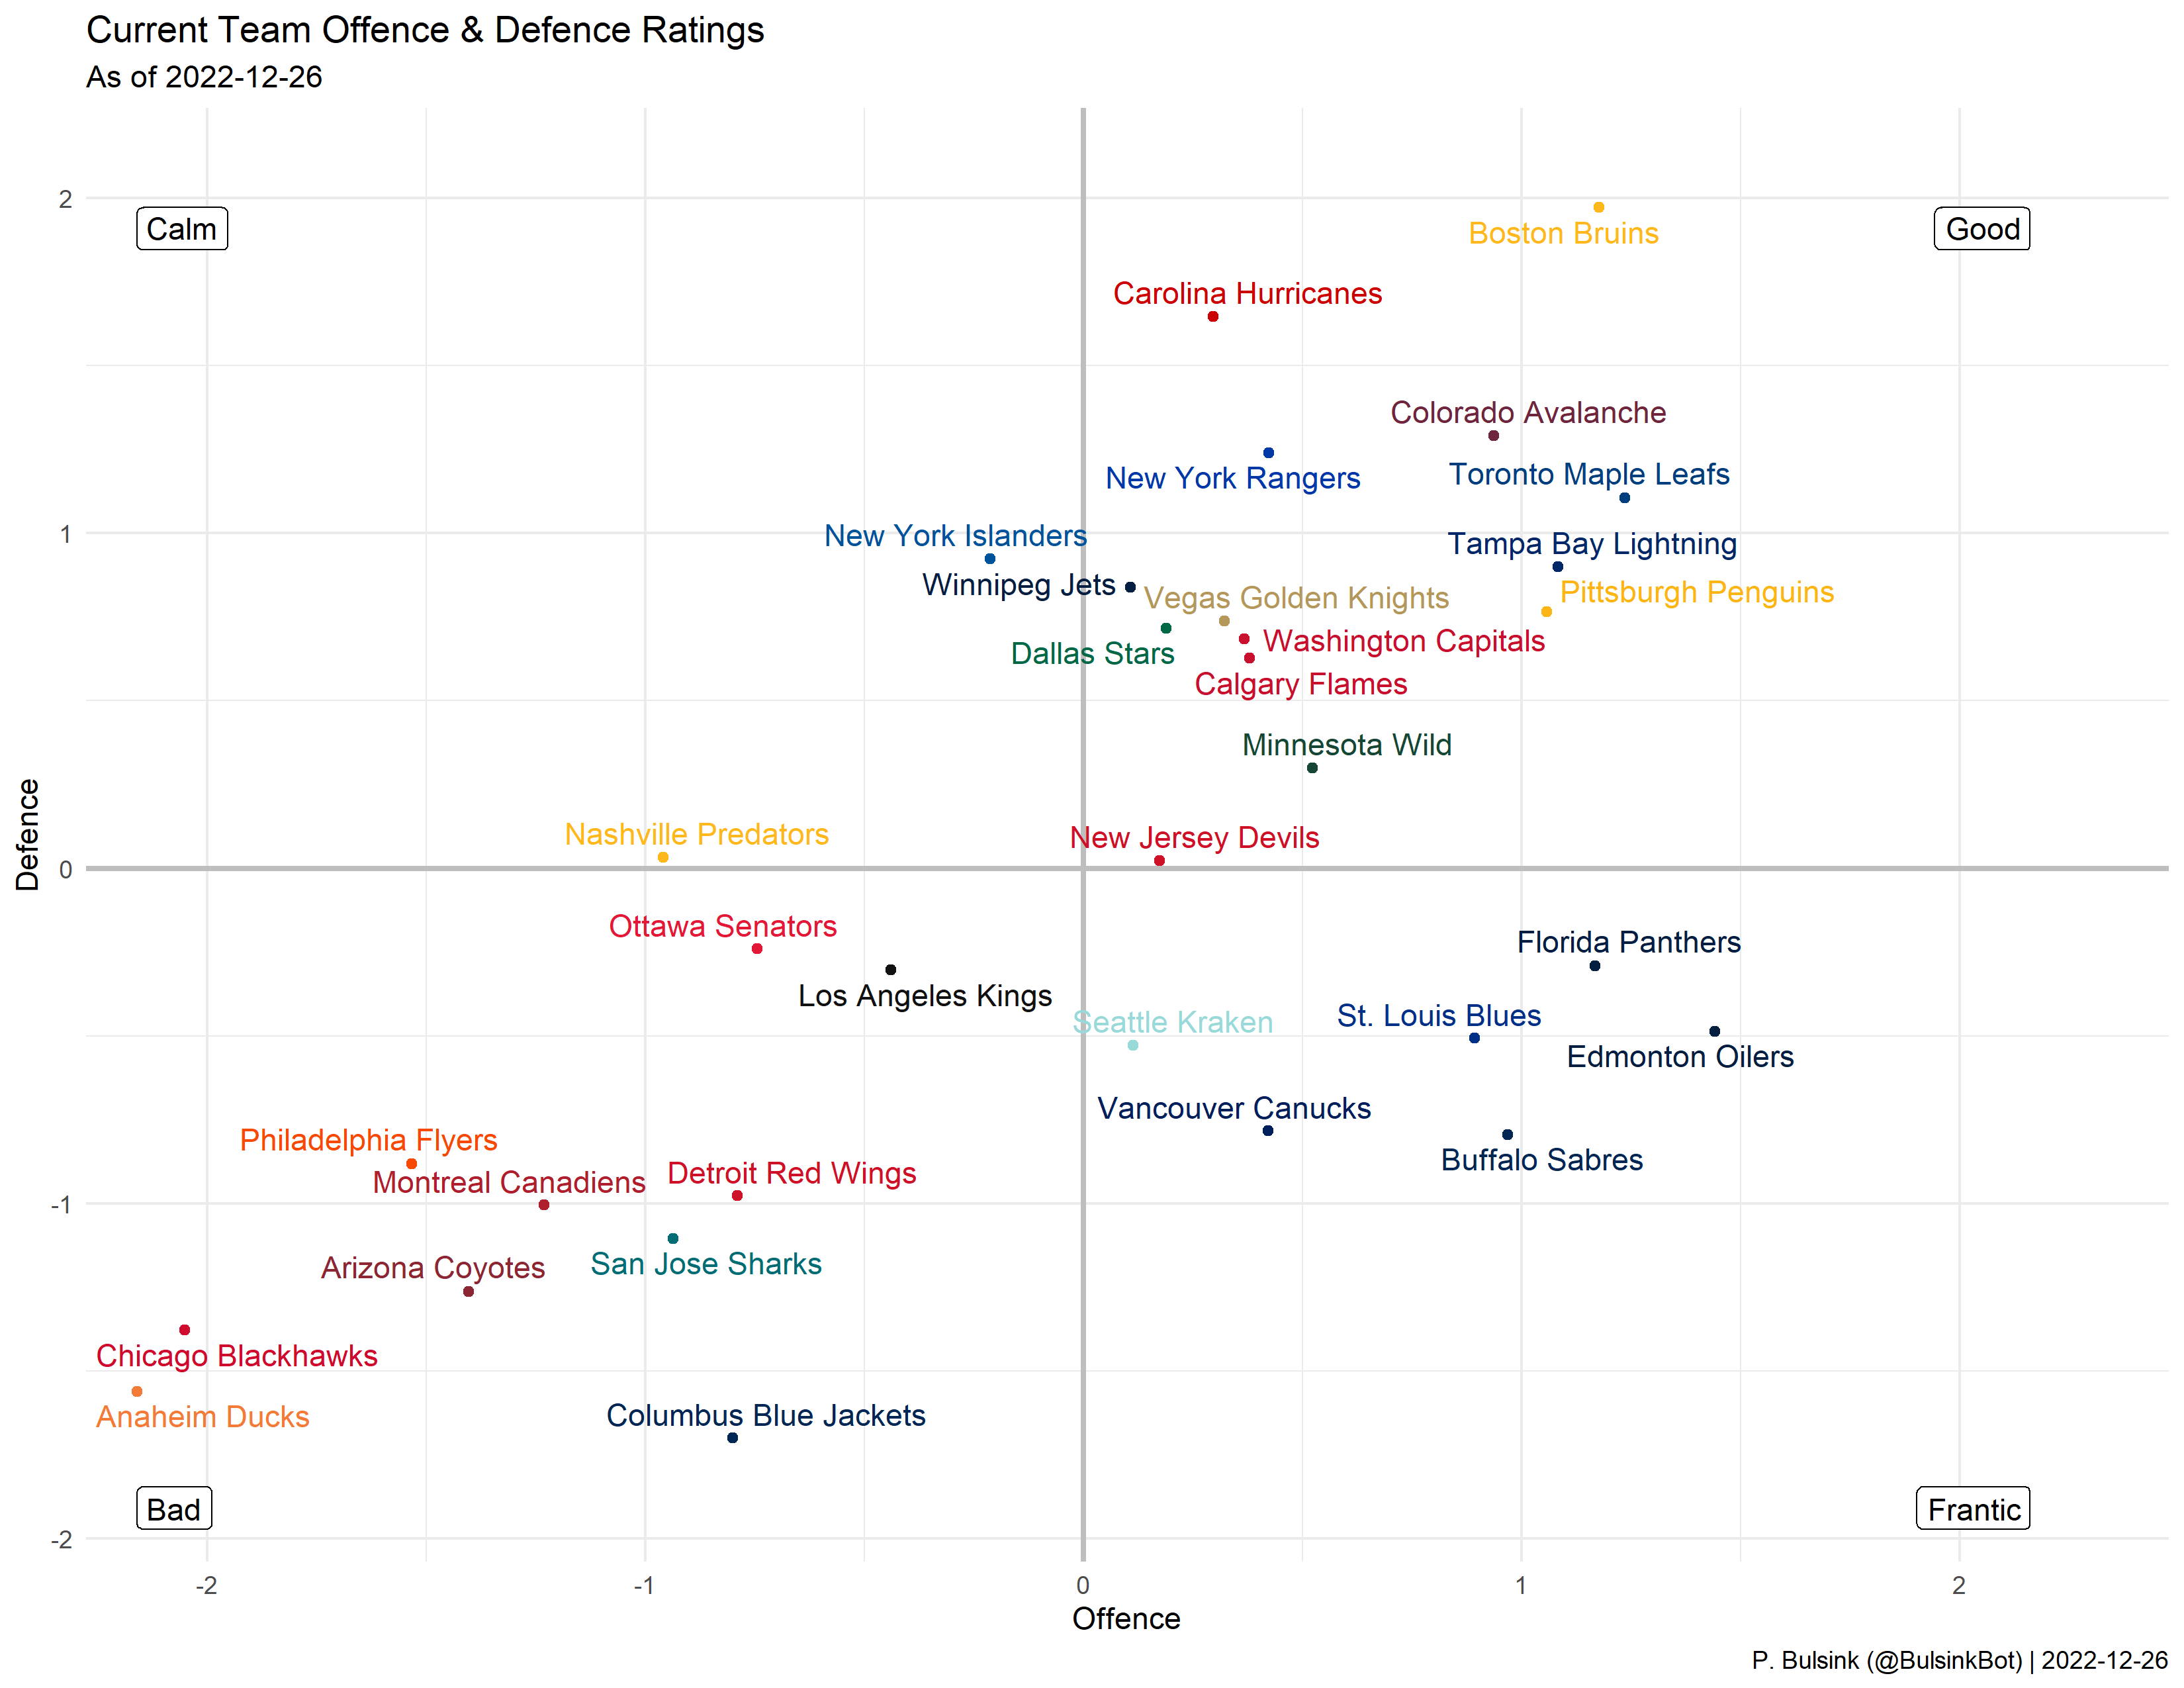 Current Team Offence & Defence Ratings
As of 2022-12-26
2
Calm
Good
Boston Bruins
Carolina Hurricanes
Colorado Avalanche
New York Rangers
Toronto Maple Leafs
1
New York Islanders
Tampa Bay Lightning
Winnipeg Jets
Vegas Golden Knights
Pittsburgh Penguins
Dallas Stars
Washington Capitals
Calgary Flames
Minnesota Wild
Defence
Nashville Predators
New Jersey Devils
0
Ottawa Senators
Florida Panthers
Los Angeles Kings
Seattle Kraken
St. Louis Blues
Edmonton Oilers
Vancouver Canucks
Philadelphia Flyers
Buffalo Sabres
Montreal Canadiens
Detroit Red Wings
-1
Arizona Coyotes
San Jose Sharks
Chicago Blackhawks
Anaheim Ducks
Columbus Blue Jackets
Bad
Frantic
-2
-2
-1
0
1
2
Offence
P. Bulsink (@BulsinkBot) | 2022-12-26